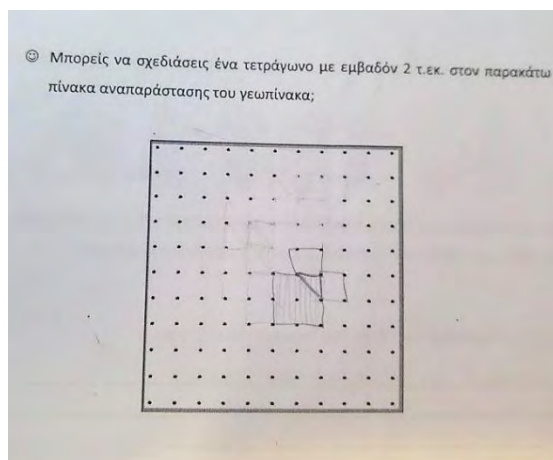 ☺ Μπορείς να σχεδιάσεις ένα τετράγωνο με εμβαδόν 2 τ.εκ. στον παρακάτω
πίνακα αναπαράστασης του γεωπίνακα;